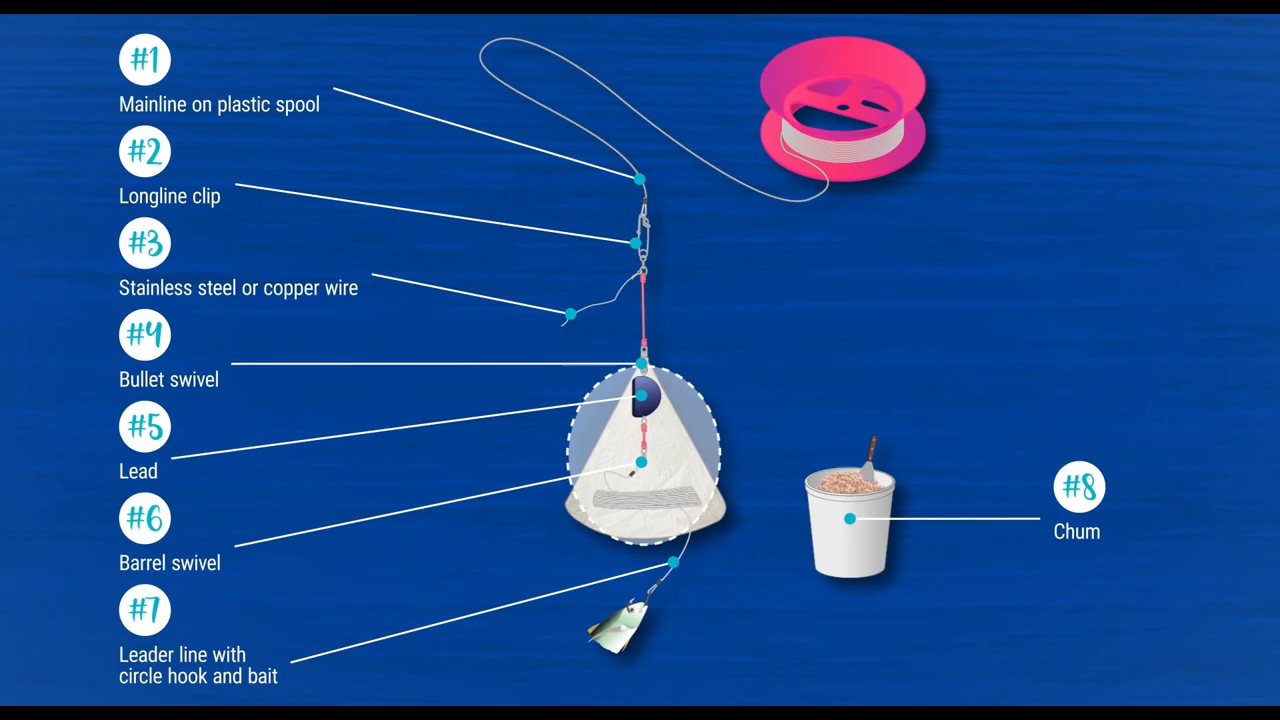 #1
Mainline on plastic spool
#2
Longline clip
#3
Stainless steel or copper wire
#4
Bullet swivel
#5
Lead
#6
Barrel swivel
#7
Leader line with
circle hook and bait
#8
Chum